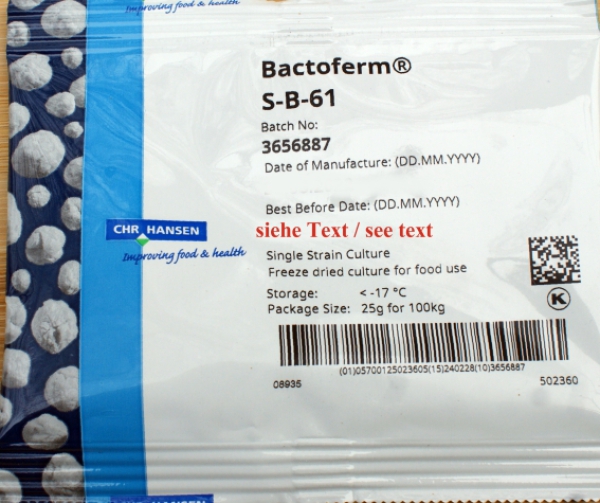 Improving food & health
Bactoferm®
S-B-61
Batch No:
3656887
Date of Manufacture: (DD.MM.YYYY)
Best Before Date: (DD.MM.YYYY)
siehe Text / see text
CHR HANSEN
Improving food & health
Single Strain Culture
Freeze dried culture for food use
Storage: < -17 °C
Package Size: 25g for 100kg
K
(01)05700125023605(15)240228(10)3656887
08935 502360
CHR HANSEN